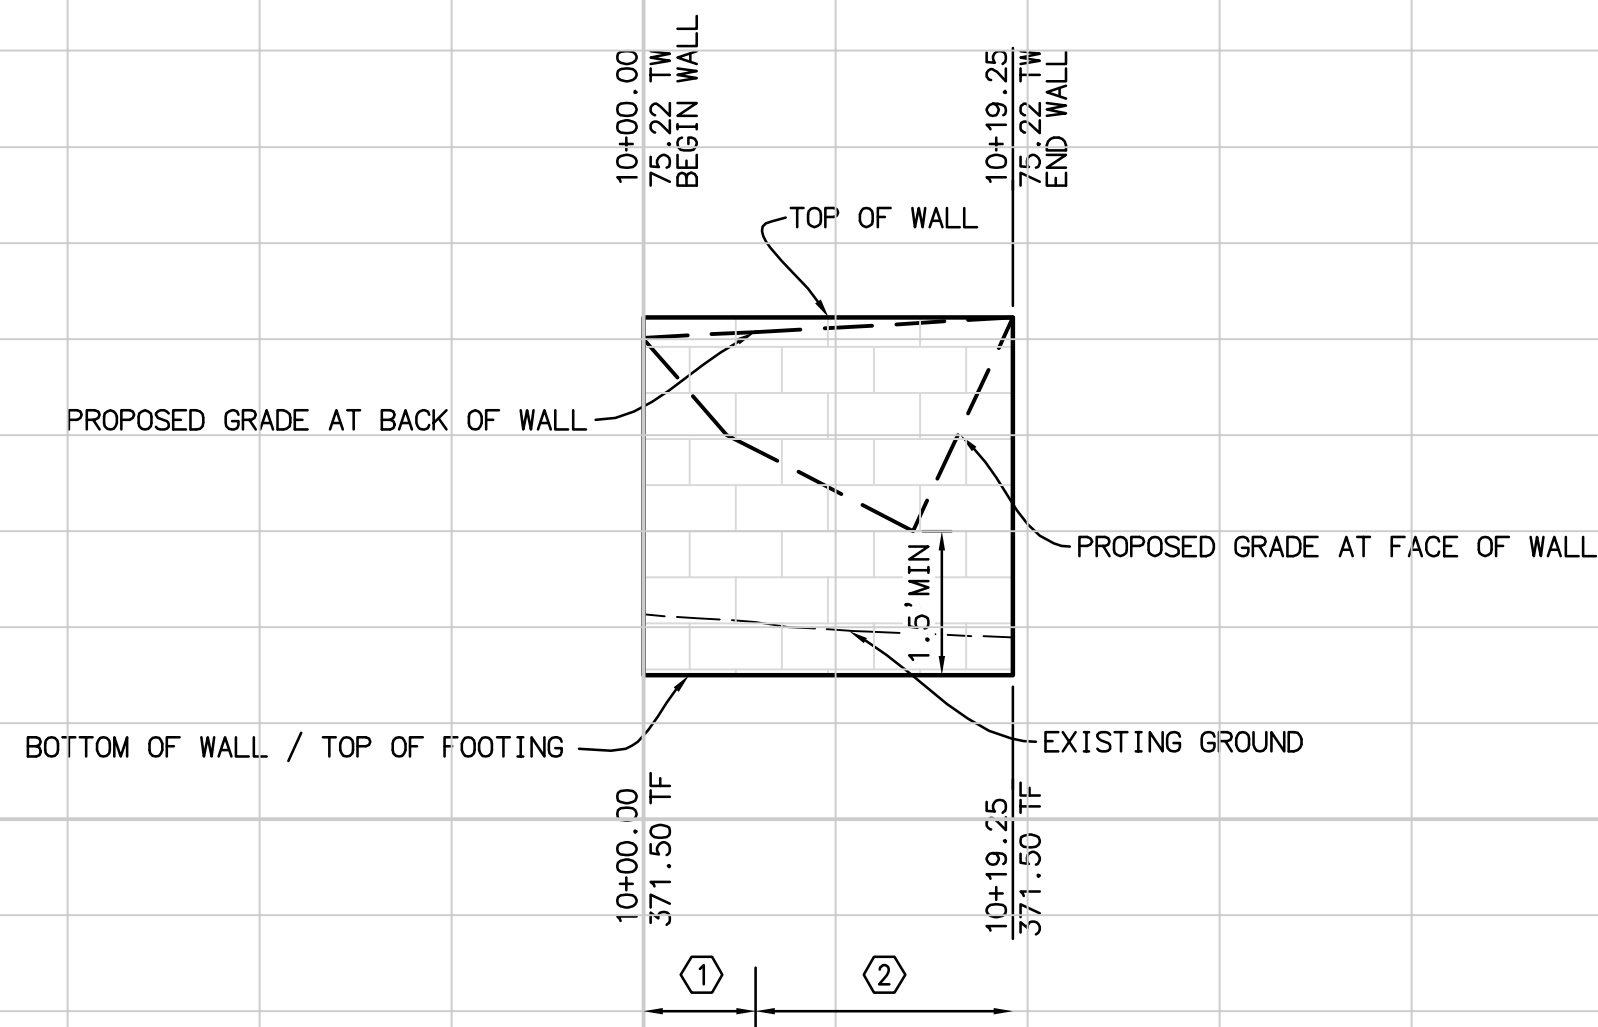 10+00.00
75.22 TW
BEGIN WALL
10+19.25
75.22 TW
END WALL
TOP OF WALL
PROPOSED GRADE AT BACK OF WALL
PROPOSED GRADE AT FACE OF WALL
1.5'MIN
BOTTOM OF WALL / TOP OF FOOTING
EXISTING GROUND
10+00.00
371.50 TF
10+19.25
371.50 TF
1
2